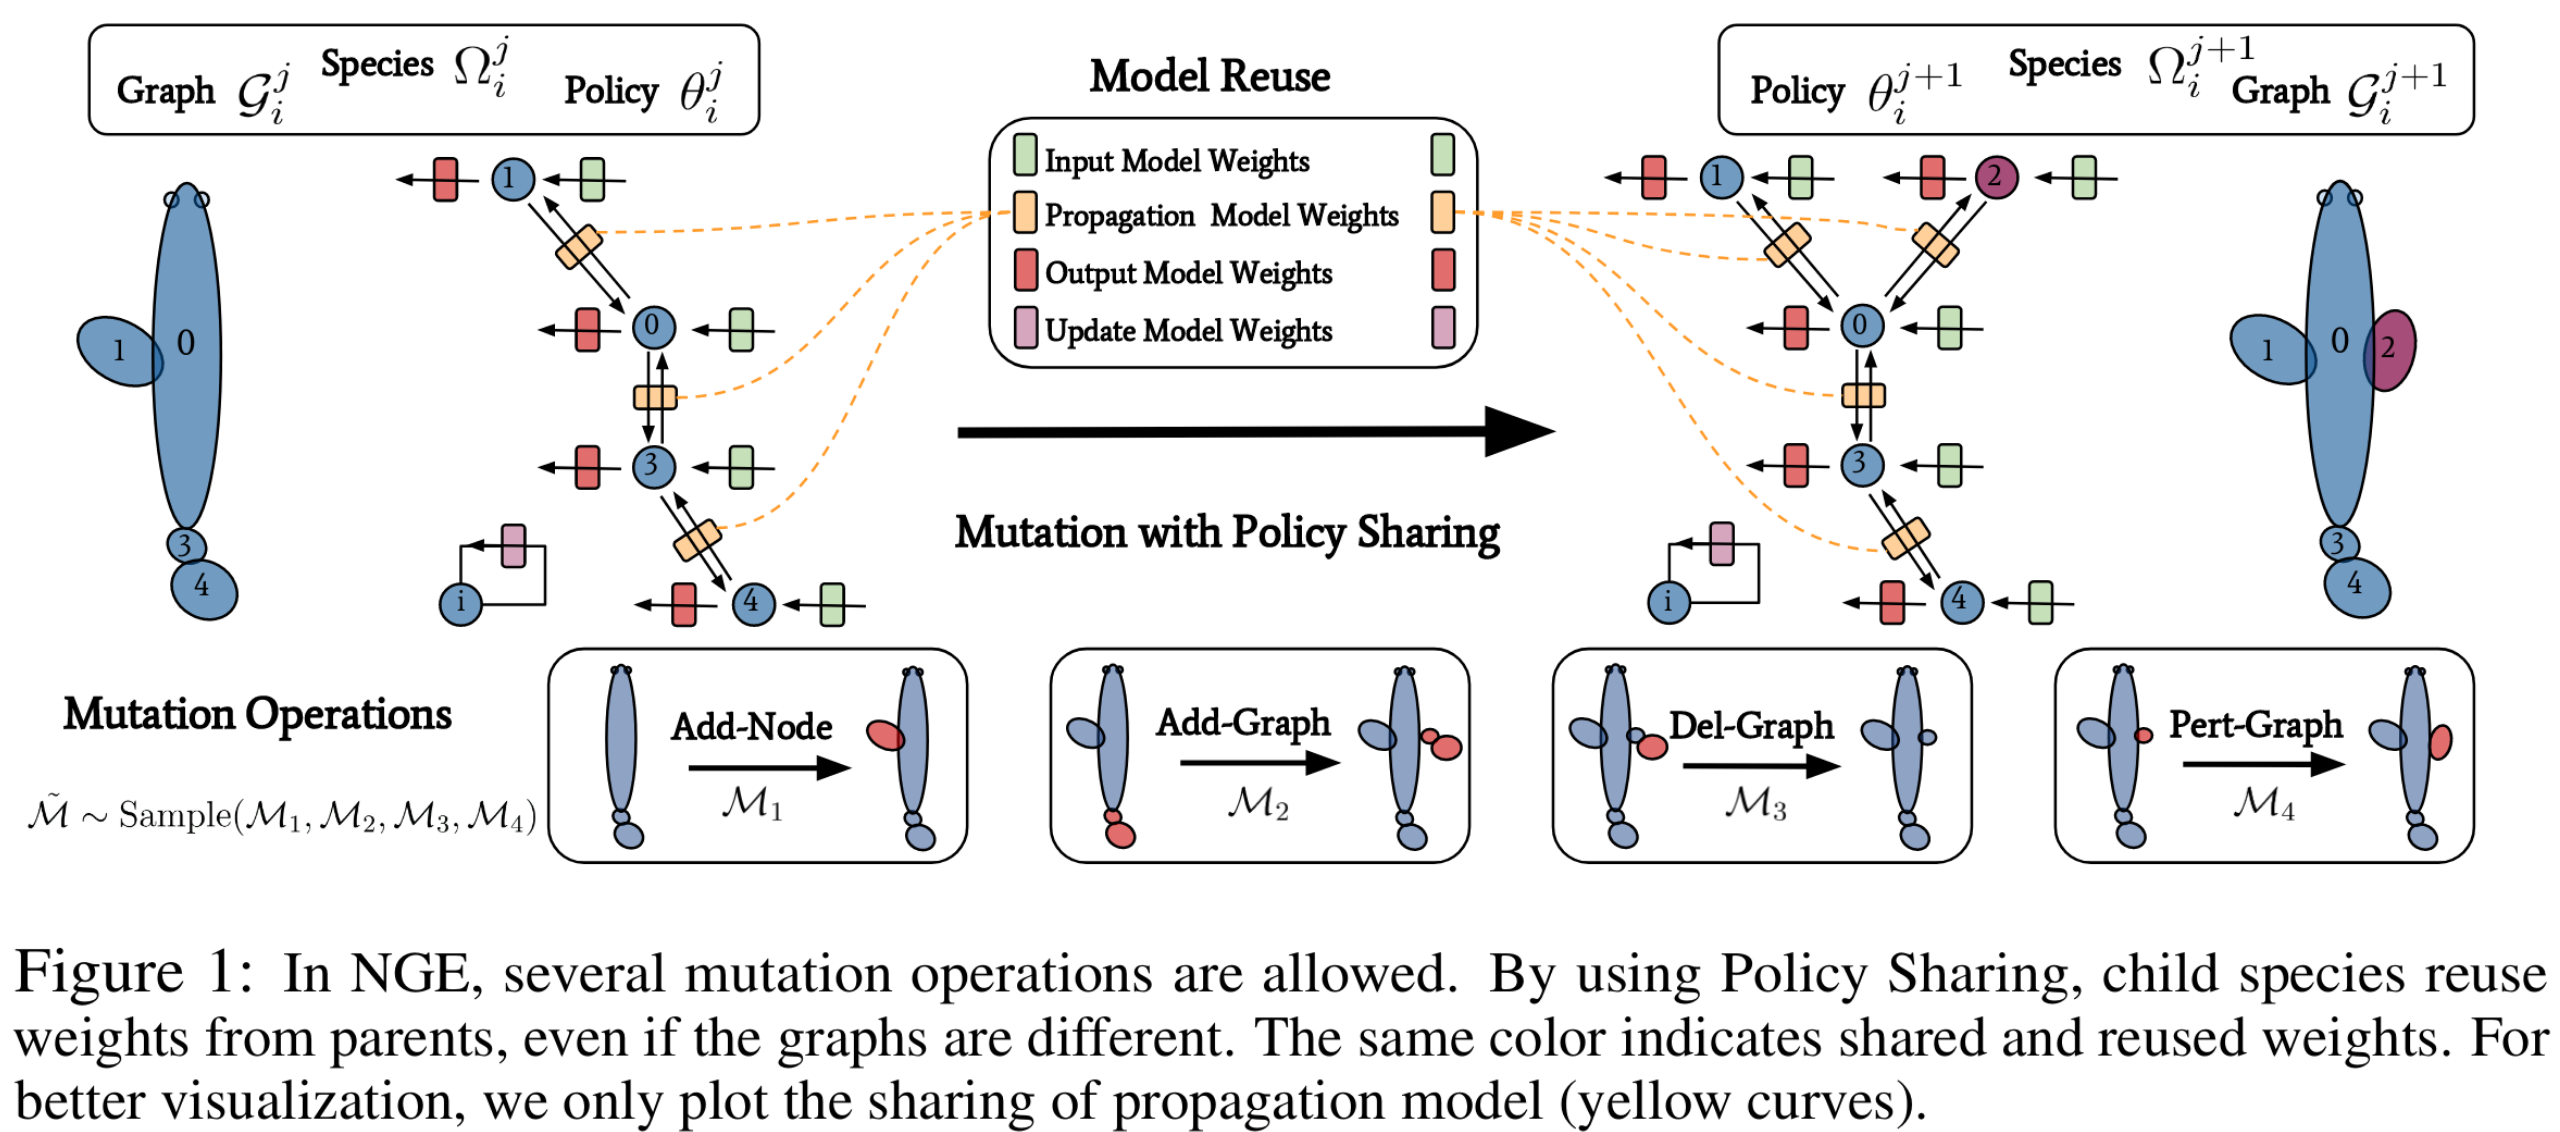 Graph $\mathcal{G}_i^j$ Species $\Omega_i^j$ Policy $\theta_i^j$
Model Reuse
Input Model Weights
Propagation Model Weights
Output Model Weights
Update Model Weights
Policy $\theta_i^{j+1}$ Species $\Omega_i^{j+1}$ Graph $\mathcal{G}_i^{j+1}$
1
0
3
4
1
0
3
4
i
Mutation with Policy Sharing
1
2
0
3
4
i
1
0
2
3
4
Mutation Operations
$\tilde{\mathcal{M}} \sim \mathrm{Sample}(\mathcal{M}_1, \mathcal{M}_2, \mathcal{M}_3, \mathcal{M}_4)$
Add-Node
$\mathcal{M}_1$
Add-Graph
$\mathcal{M}_2$
Del-Graph
$\mathcal{M}_3$
Pert-Graph
$\mathcal{M}_4$
Figure 1: In NGE, several mutation operations are allowed. By using Policy Sharing, child species reuse
weights from parents, even if the graphs are different. The same color indicates shared and reused weights. For
better visualization, we only plot the sharing of propagation model (yellow curves).